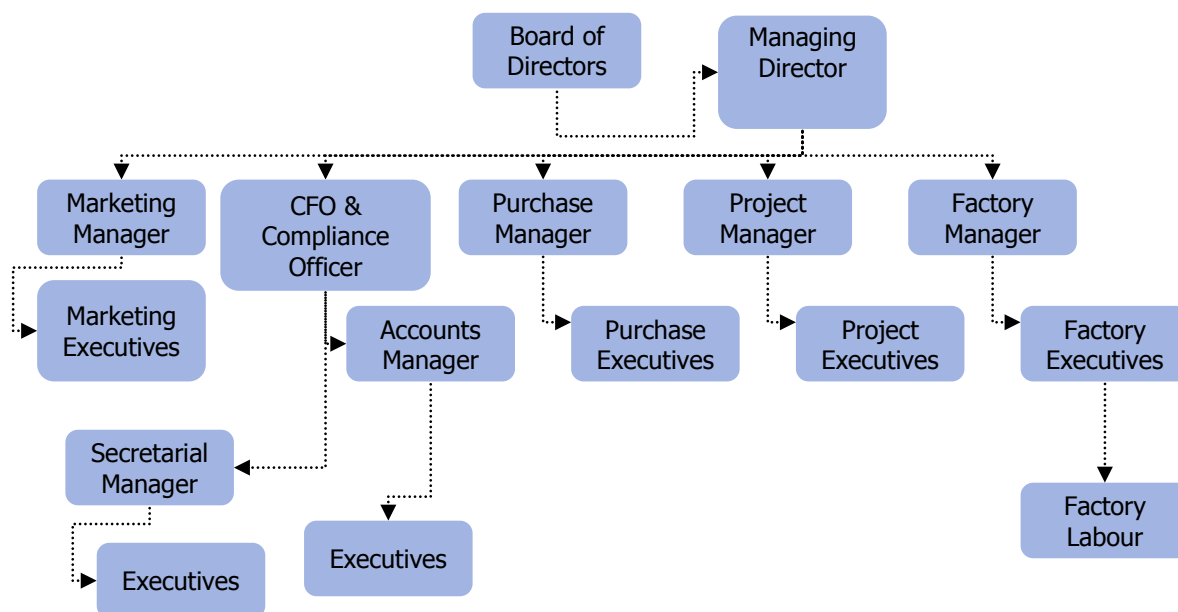 Board of
Directors
Managing
Director
Marketing
Manager
CFO &
Compliance
Officer
Purchase
Manager
Project
Manager
Factory
Manager
Marketing
Executives
Accounts
Manager
Purchase
Executives
Project
Executives
Factory
Executives
Secretarial
Manager
Factory
Labour
Executives
Executives